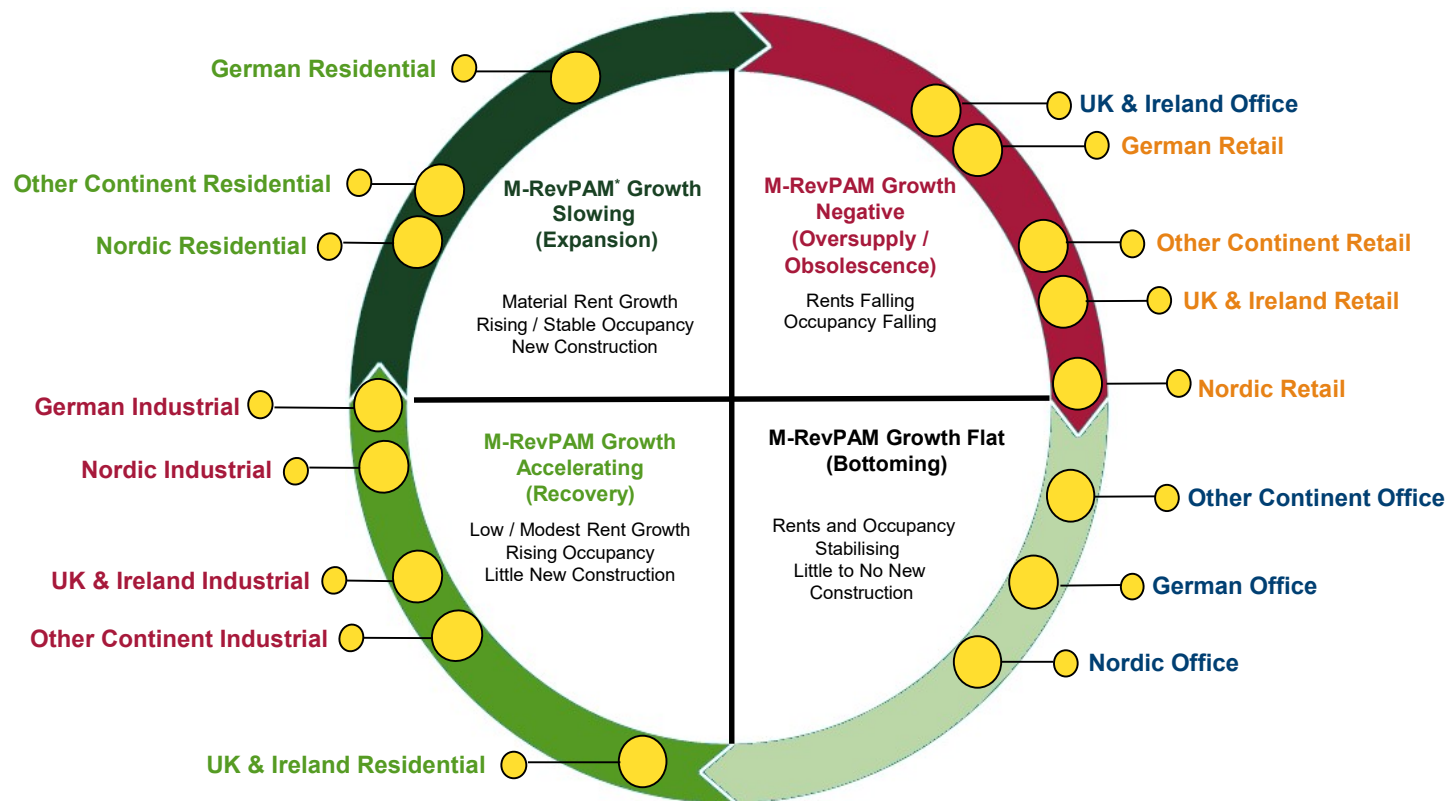 German Residential
Other Continent Residential
Nordic Residential
M-RevPAM* Growth
Slowing
(Expansion)
Material Rent Growth
Rising / Stable Occupancy
New Construction
M-RevPAM Growth
Negative
(Oversupply /
Obsolescence)
Rents Falling
Occupancy Falling
UK & Ireland Office
German Retail
Other Continent Retail
UK & Ireland Retail
Nordic Retail
German Industrial
Nordic Industrial
UK & Ireland Industrial
Other Continent Industrial
UK & Ireland Residential
M-RevPAM Growth
Accelerating
(Recovery)
Low / Modest Rent Growth
Rising Occupancy
Little New Construction
M-RevPAM Growth Flat
(Bottoming)
Rents and Occupancy
Stabilising
Little to No New
Construction
Other Continent Office
German Office
Nordic Office